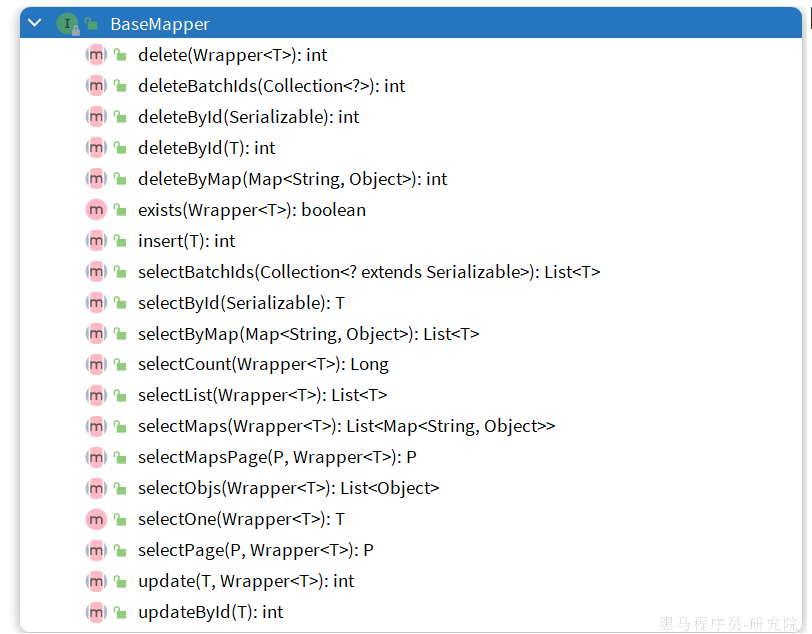 BaseMapper
delete(Wrapper<T>): int
deleteBatchIds(Collection<?>): int
deleteById(Serializable): int
deleteById(T): int
deleteByMap(Map<String, Object>): int
exists(Wrapper<T>): boolean
insert(T): int
selectBatchIds(Collection<? extends Serializable>): List<T>
selectById(Serializable): T
selectByMap(Map<String, Object>): List<T>
selectCount(Wrapper<T>): Long
selectList(Wrapper<T>): List<T>
selectMaps(Wrapper<T>): List<Map<String, Object>>
selectMapsPage(P, Wrapper<T>): P
selectObjs(Wrapper<T>): List<Object>
selectOne(Wrapper<T>): T
selectPage(P, Wrapper<T>): P
update(T, Wrapper<T>): int
updateById(T): int
黑马程序员-研究院